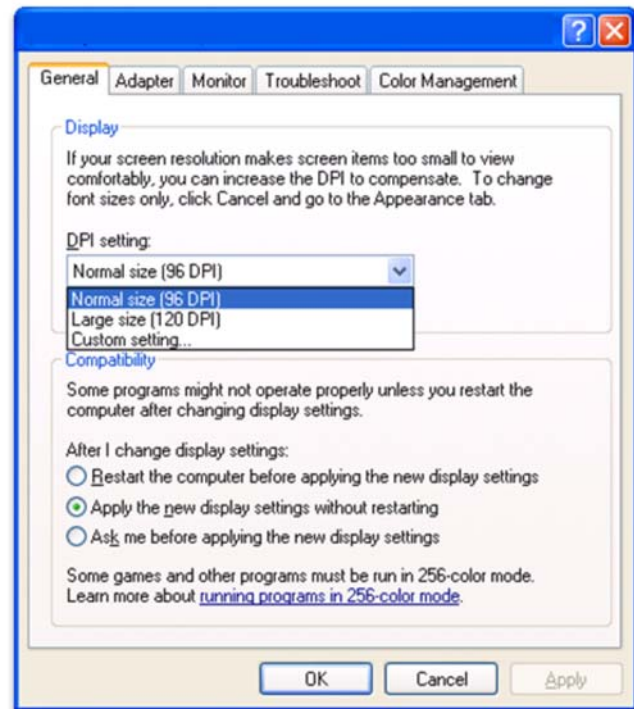 ?
General Adapter Monitor Troubleshoot Color Management
Display
If your screen resolution makes screen items too small to view
comfortably, you can increase the DPI to compensate. To change
font sizes only, click Cancel and go to the Appearance tab.
DPI setting:
Normal size (96 DPI)
Normal size (96 DPI)
Large size (120 DPI)
Custom setting...
Compatibility
Some programs might not operate properly unless you restart the
computer after changing display settings.
After I change display settings:
Restart the computer before applying the new display settings
Apply the new display settings without restarting
Ask me before applying the new display settings
Some games and other programs must be run in 256-color mode.
Learn more about running programs in 256-color mode.
OK Cancel Apply